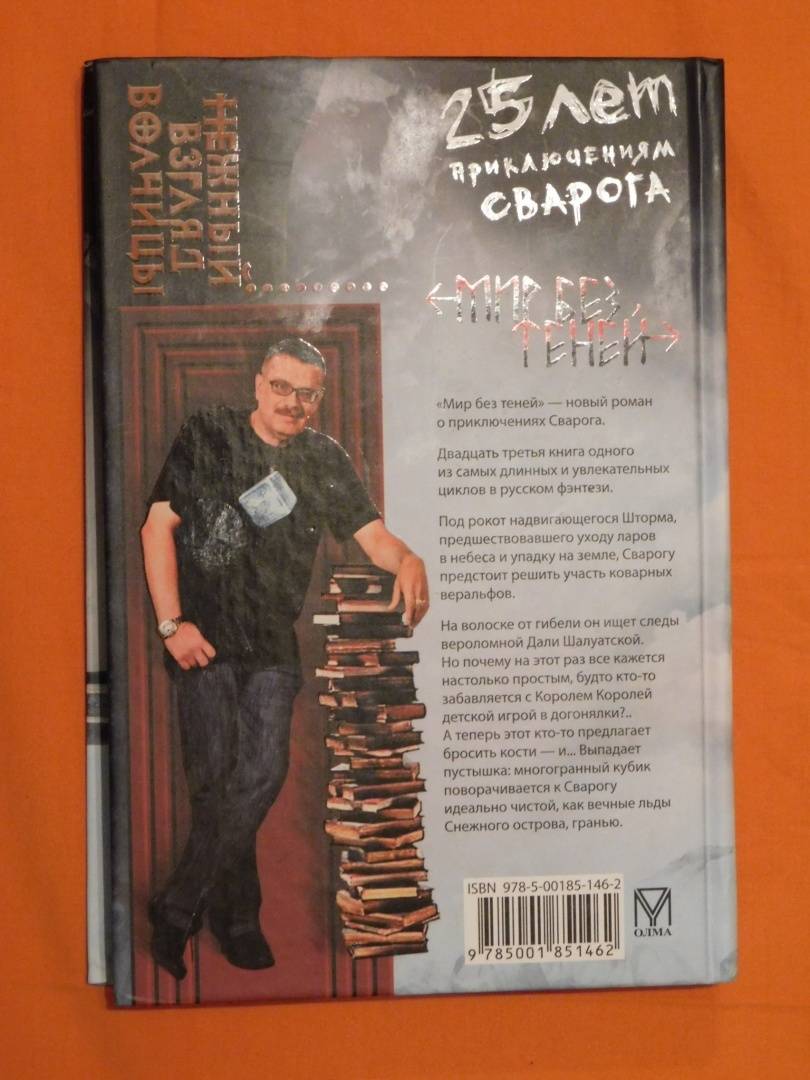 НЕЖНЫЙ
ВЗГЛЯД
ВОЛЧИЦЫ
25 лет
приключениям
Сварога
МИР БЕЗ
ТЕНЕЙ
«Мир без теней» — новый роман
о приключениях Сварога.
Двадцать третья книга одного
из самых длинных и увлекательных
циклов в русском фэнтези.
Под рокот надвигающегося Шторма,
предшествовавшего уходу ларов
в небеса и упадку на земле, Сварогу
предстоит решить участь коварных
веральфов.
На волоске от гибели он ищет следы
вероломной Дали Шалуатской.
Но почему на этот раз все кажется
настолько простым, будто кто-то
забавляется с Королем Королей
детской игрой в догонялки?..
А теперь этот кто-то предлагает
бросить кости — и... Выпадает
пустышка: многогранный кубик
поворачивается к Сварогу
идеально чистой, как вечные льды
Снежного острова, гранью.
ISBN 978-5-00185-146-2
9 785001 851462
ОЛМА